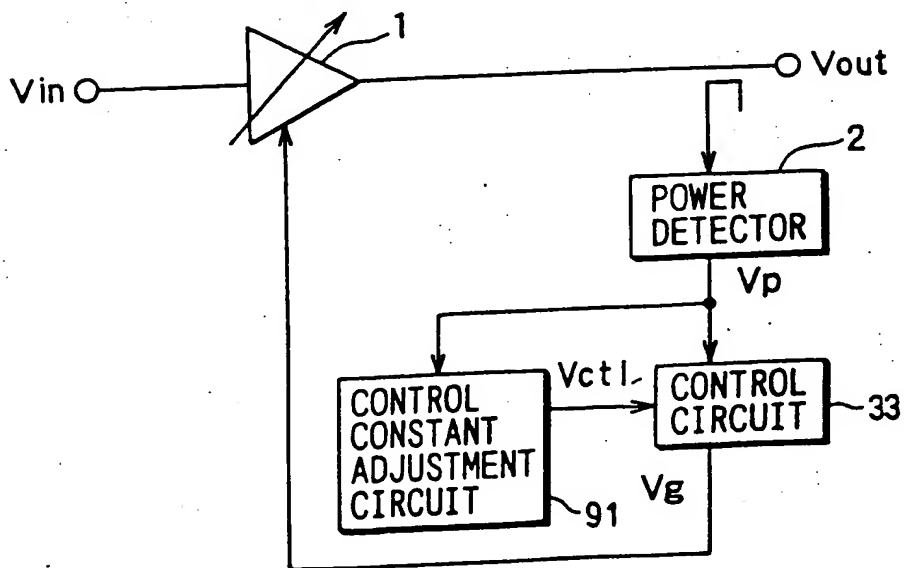 1
Vin
Vout
2
POWER
DETECTOR
Vp
Vctl
CONTROL
CIRCUIT
33
CONTROL
CONSTANT
ADJUSTMENT
CIRCUIT
91
Vg